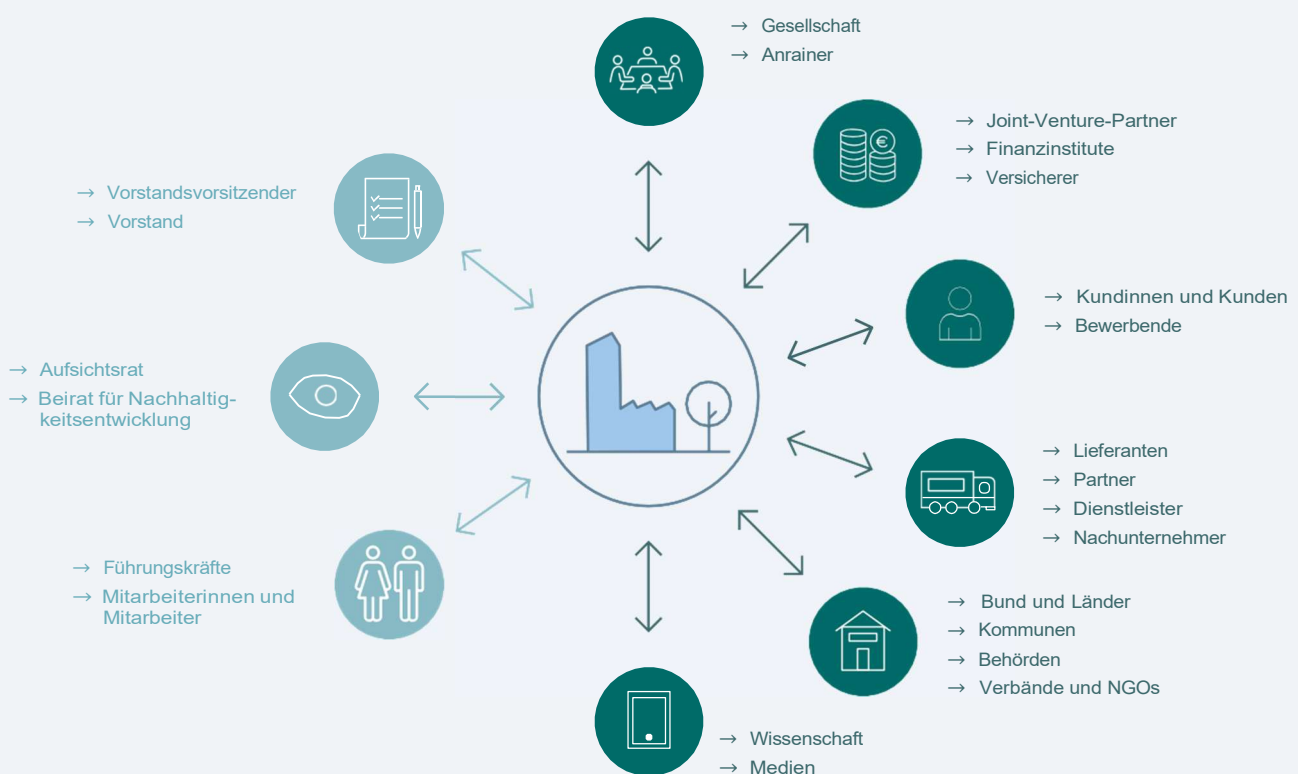 → Gesellschaft
→ Anrainer
→ Joint-Venture-Partner
→ Finanzinstitute
→ Versicherer
→ Vorstandsvorsitzender
→ Vorstand
→ Kundinnen und Kunden
→ Bewerbende
→ Aufsichtsrat
→ Beirat für Nachhaltig-
keitsentwicklung
→ Lieferanten
→ Partner
→ Dienstleister
→ Nachunternehmer
→ Führungskräfte
→ Mitarbeiterinnen und
Mitarbeiter
→ Bund und Länder
→ Kommunen
→ Behörden
→ Verbände und NGOs
→ Wissenschaft
→ Medien
€